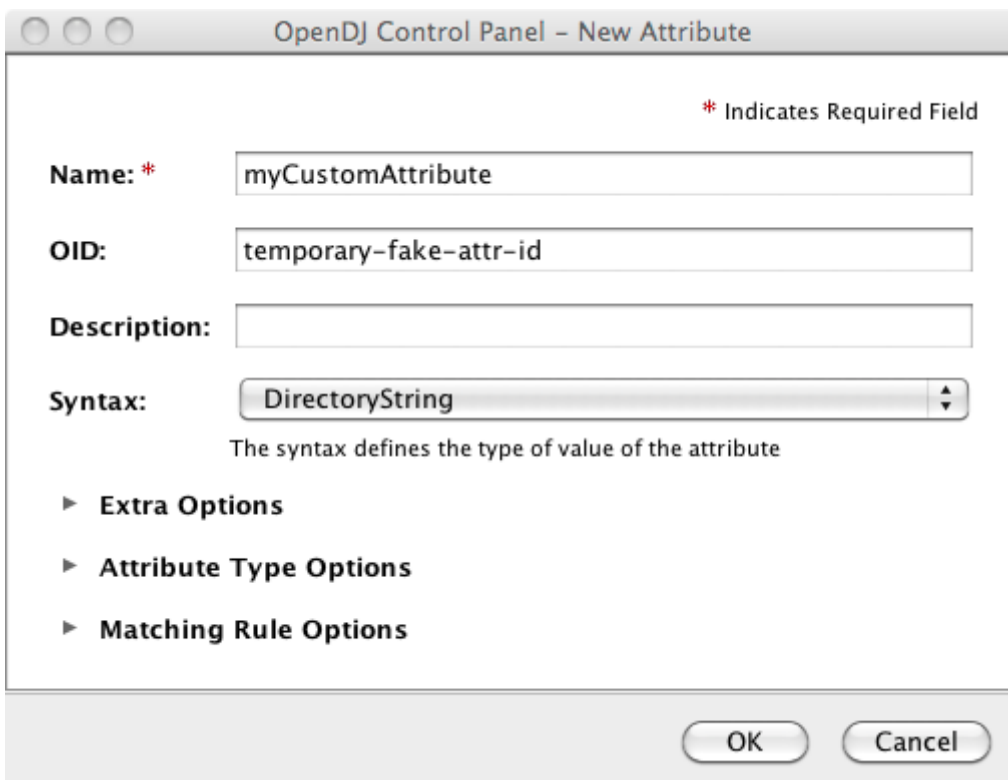 OpenDJ Control Panel – New Attribute
* Indicates Required Field
Name: * myCustomAttribute
OID: temporary-fake-attr-id
Description:
Syntax: DirectoryString
The syntax defines the type of value of the attribute
Extra Options
Attribute Type Options
Matching Rule Options
OK Cancel